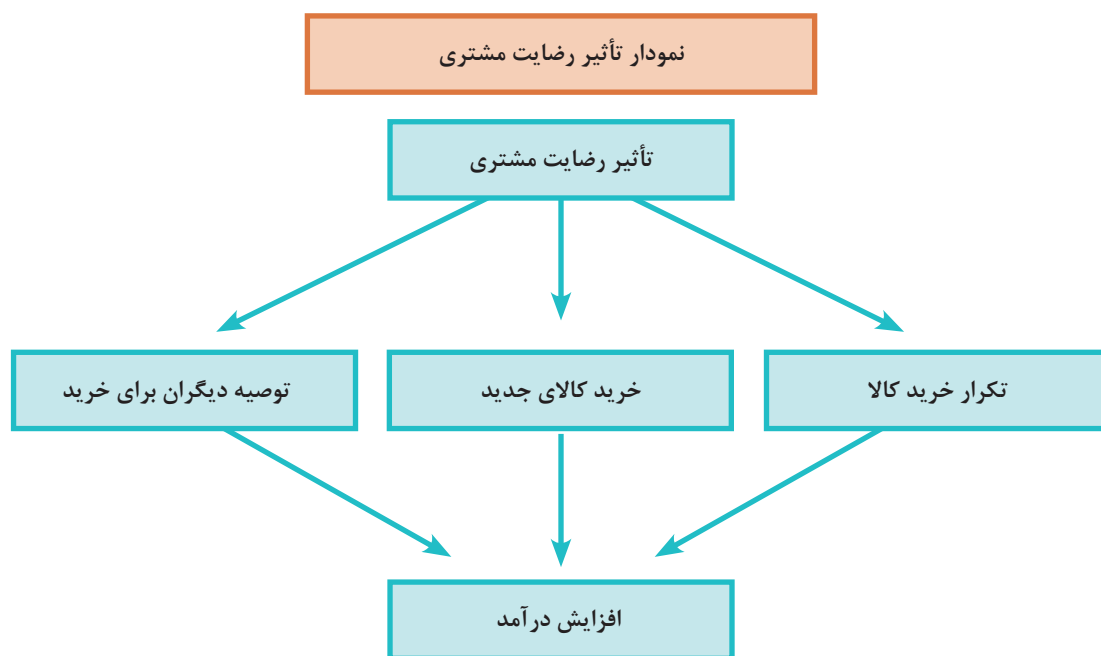 نمودار تأثیر رضایت مشتری
تأثیر رضایت مشتری
تکرار خرید کالا
خرید کالای جدید
توصیه دیگران برای خرید
افزایش درآمد